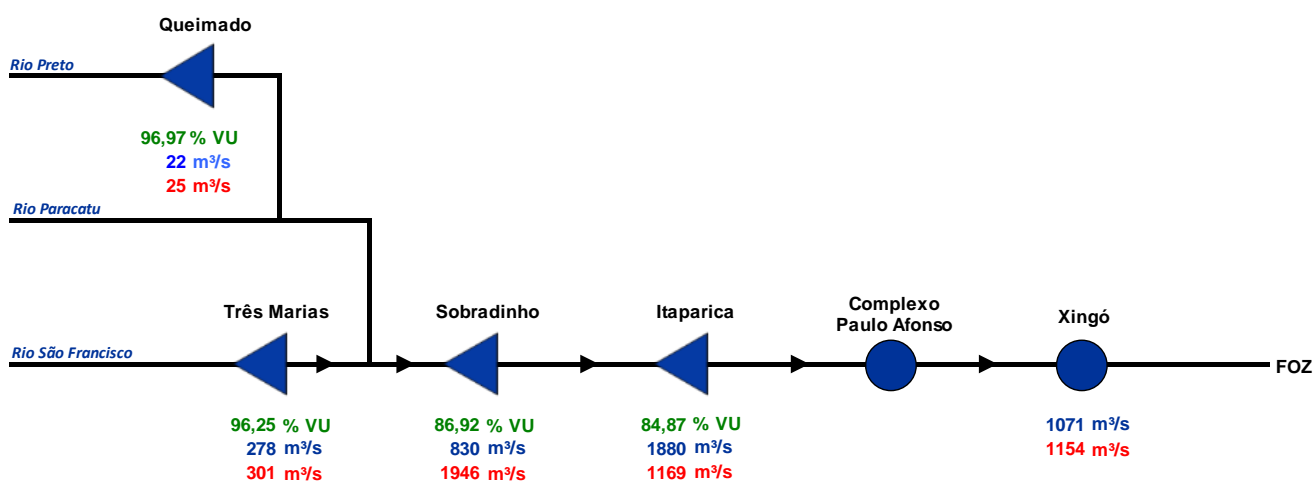 Queimado
Rio Preto
96,97 % VU
22 m³/s
25 m³/s
Rio Paracatu
Três Marias
Sobradinho
Itaparica
Complexo
Paulo Afonso
Xingó
Rio São Francisco
FOZ
96,25 % VU
278 m³/s
301 m³/s
86,92 % VU
830 m³/s
1946 m³/s
84,87 % VU
1880 m³/s
1169 m³/s
1071 m³/s
1154 m³/s